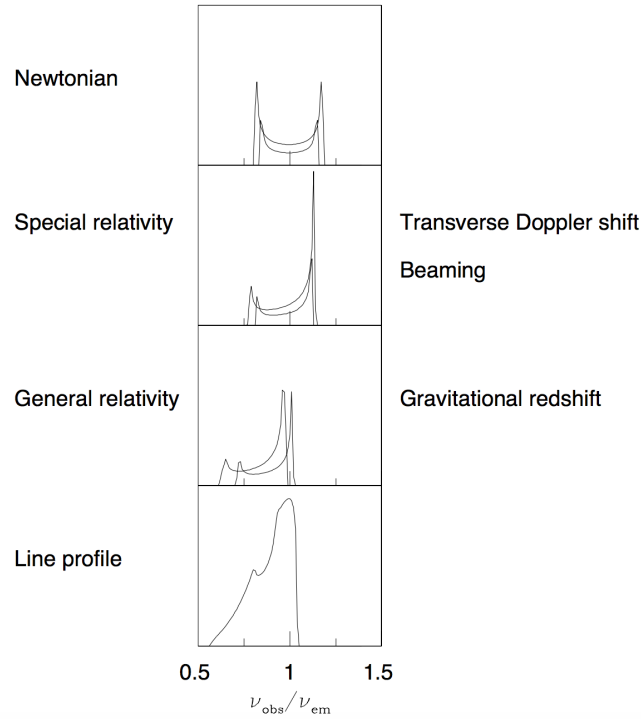 Newtonian
Special relativity
Transverse Doppler shift
Beaming
General relativity
Gravitational redshift
Line profile
0.5 1 1.5
ν_obs/ν_em